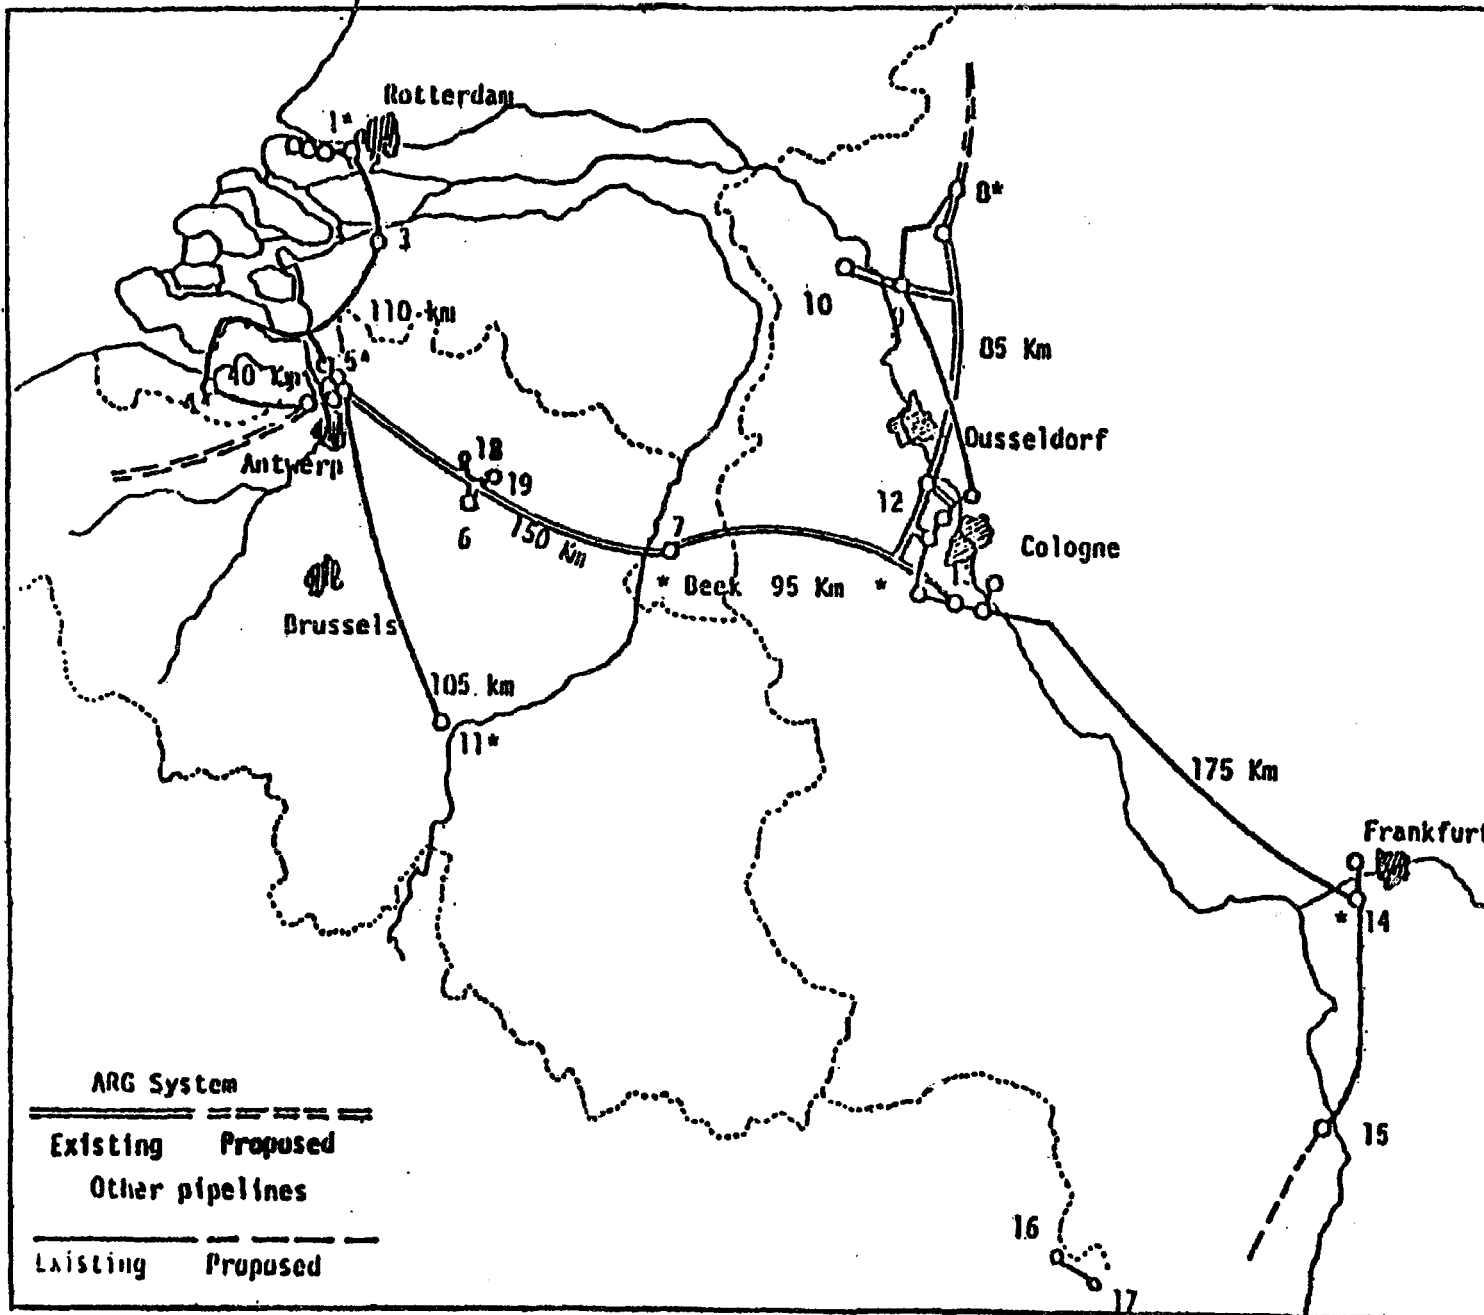 Rotterdam
1*
8*
3
10
9
110 km
85 Km
5*
40 Km
4
Dusseldorf
Antwerp
18
19
12
6
150 Km
7
Cologne
* Beek 95 Km *
Brussels
105 km
11*
175 Km
Frankfurt
* 14
ARG System
Existing Proposed
15
Other pipelines
16
Existing Proposed
17